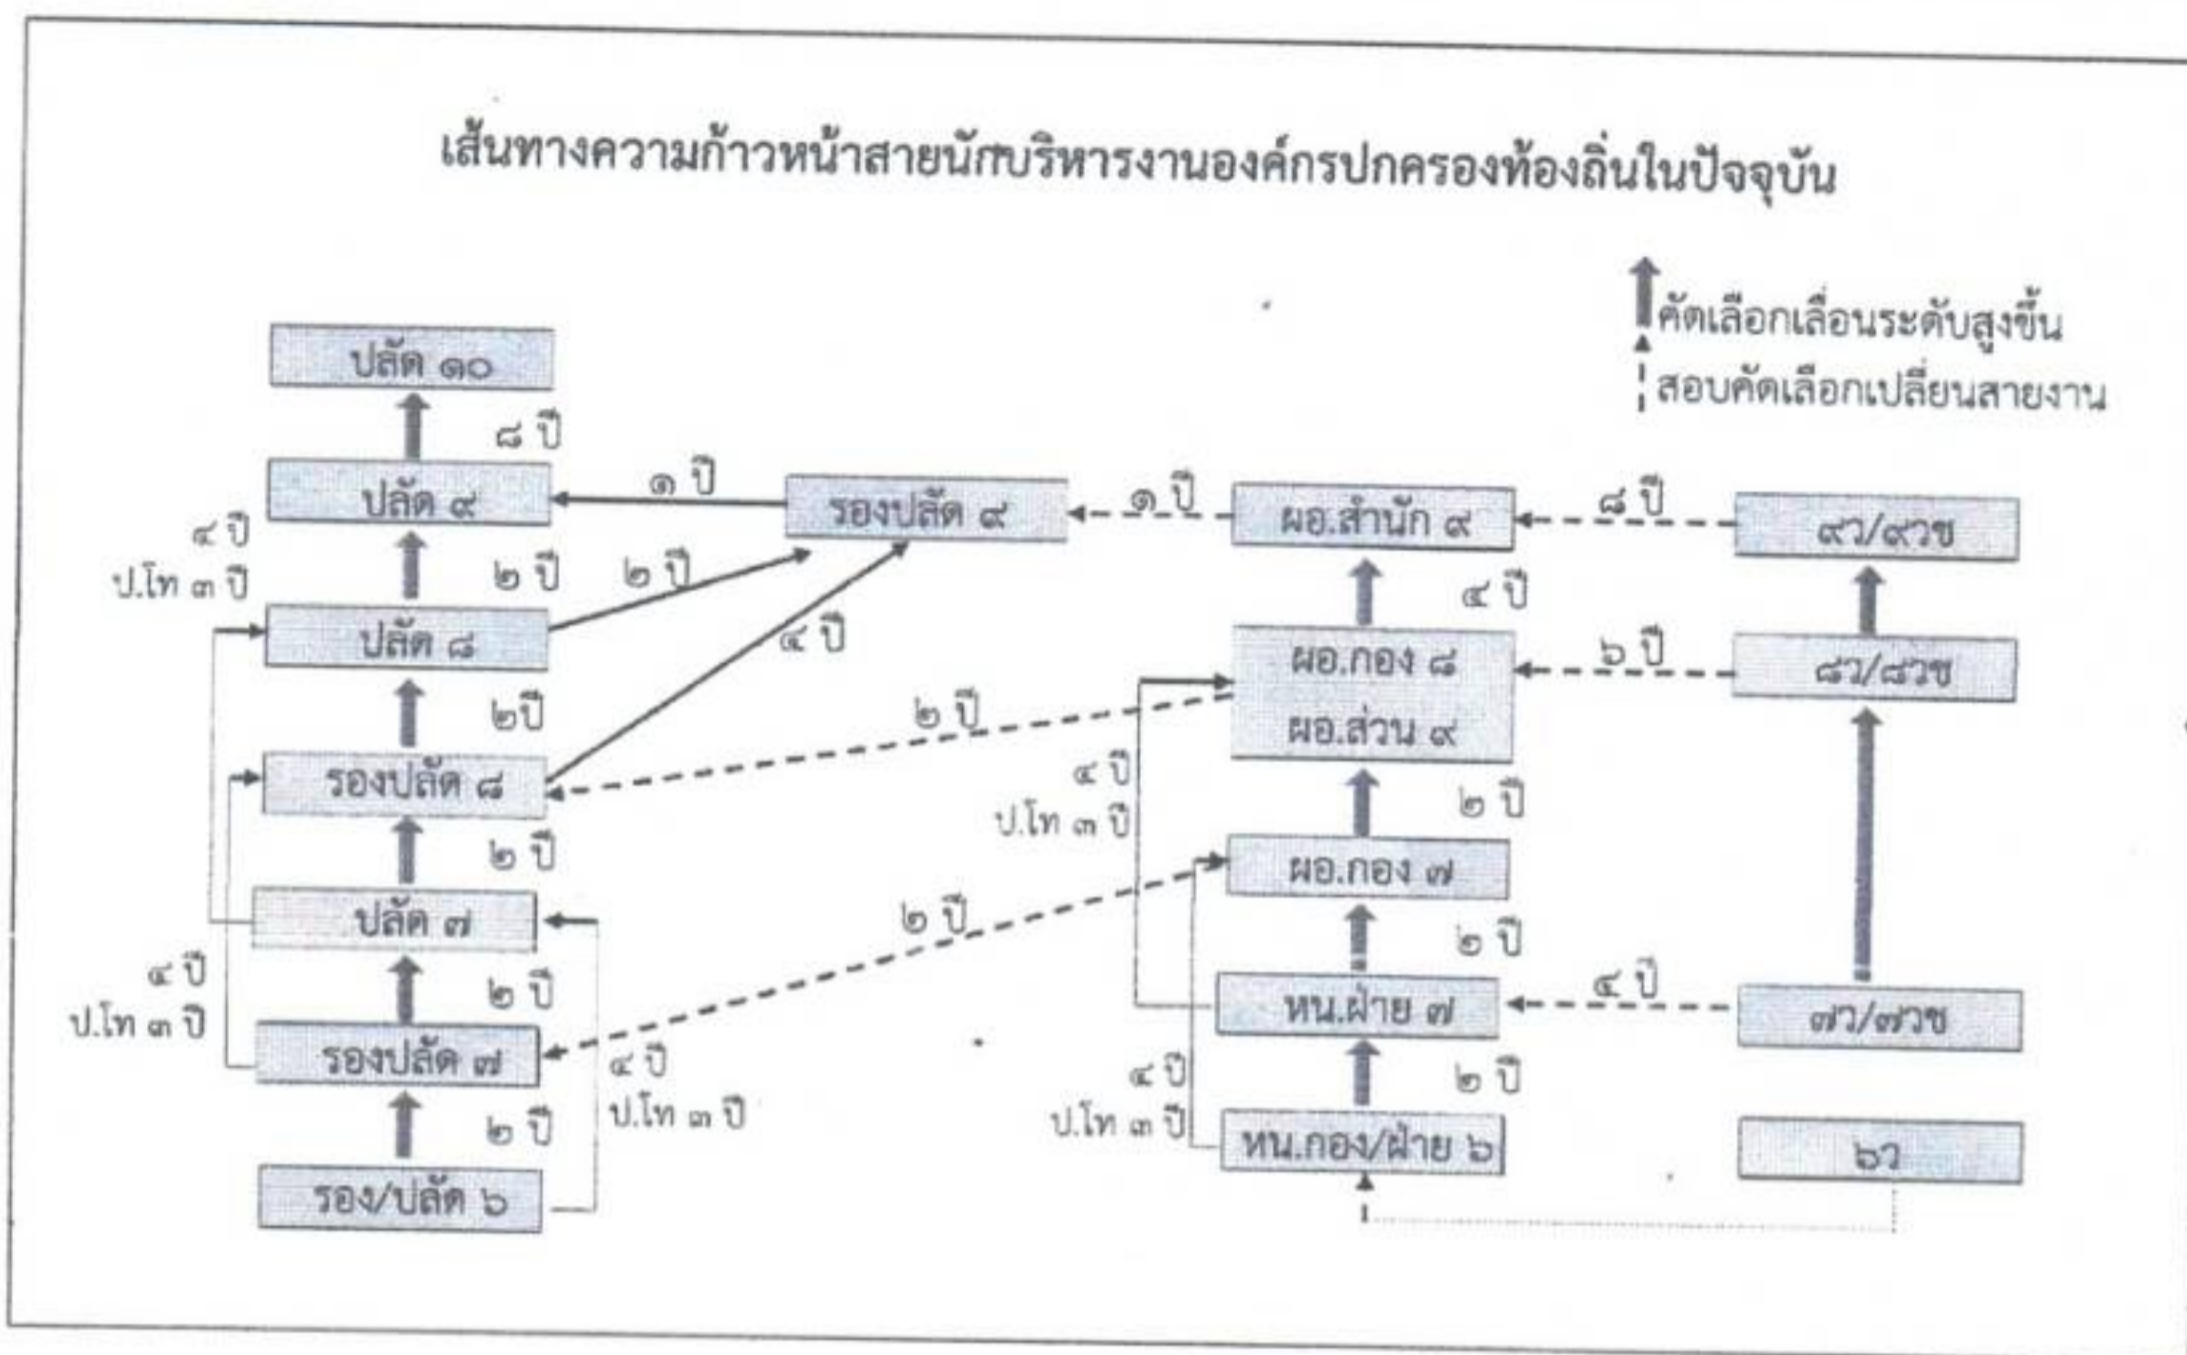 เส้นทางความก้าวหน้าสายนักบริหารงานองค์กรปกครองท้องถิ่นในปัจจุบัน
คัดเลือกเลื่อนระดับสูงขึ้น
สอบคัดเลือกเปลี่ยนสายงาน
ปลัด ๑๐
๘ ปี
ปลัด ๙
๑ ปี
รองปลัด ๙
๑ ปี
ผอ.สำนัก ๙
๘ ปี
๙ว/๙วช
๔ ปี
ป.โท ๓ ปี
๒ ปี
๒ ปี
๔ ปี
๔ ปี
ปลัด ๘
ผอ.กอง ๘
ผอ.ส่วน ๙
๖ ปี
๘ว/๘วช
๒ปี
๒ ปี
รองปลัด ๘
๔ ปี
ป.โท ๓ ปี
๒ ปี
๒ ปี
ผอ.กอง ๗
ปลัด ๗
๒ ปี
๒ ปี
๔ ปี
ป.โท ๓ ปี
๒ ปี
หน.ฝ่าย ๗
๔ ปี
๗ว/๗วช
รองปลัด ๗
๔ ปี
ป.โท ๓ ปี
๔ ปี
ป.โท ๓ ปี
๒ ปี
๒ ปี
หน.กอง/ฝ่าย ๖
๖ว
รอง/ปลัด ๖